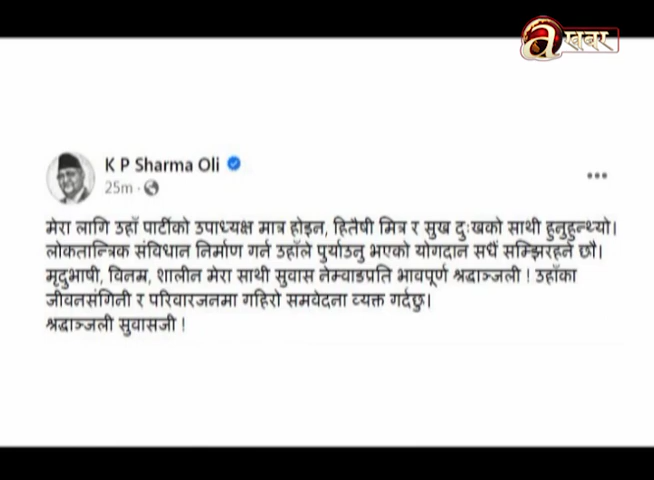 a खबर
K P Sharma Oli
25m ·
मेरा लागि उहाँ पार्टीको उपाध्यक्ष मात्र होइन, हितैषी मित्र र सुख दुःखको साथी हुनुहुन्थ्यो।
लोकतान्त्रिक संविधान निर्माण गर्न उहाँले पुर्याउनु भएको योगदान सधैं सम्झिरहने छौं।
मृदुभाषी, विनम्र, शालीन मेरा साथी सुवास नेम्वाङप्रति भावपूर्ण श्रद्धाञ्जली ! उहाँका
जीवनसंगिनी र परिवारजनमा गहिरो समवेदना व्यक्त गर्दछु।
श्रद्धाञ्जली सुवासजी !